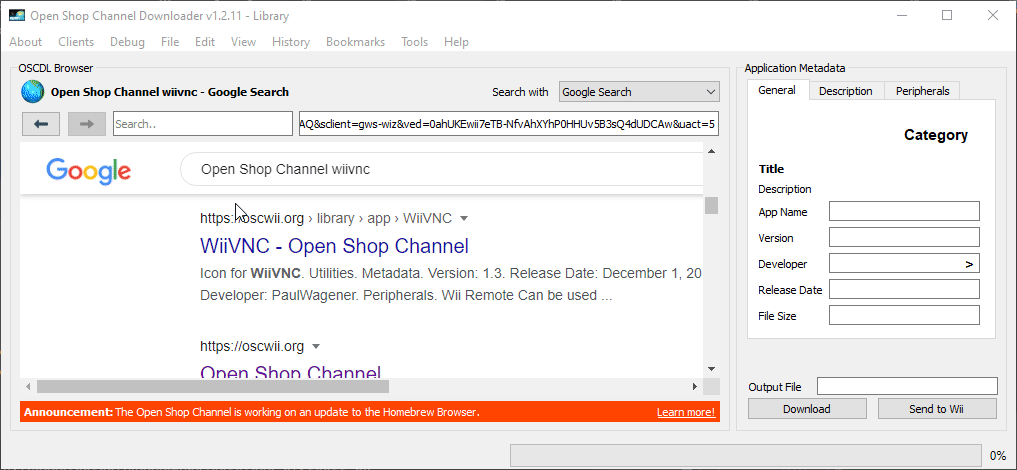 Open Shop Channel Downloader v1.2.11 - Library
About Clients Debug File Edit View History Bookmarks Tools Help
OSCDL Browser
Open Shop Channel wiivnc - Google Search
Search with
Google Search
Search..
AQ&sclient=gws-wiz&ved=0ahUKEwii7eTB-NfvAhXYhP0HHUv5B3sQ4dUDCAw&uact=5
Google
Open Shop Channel wiivnc
https://oscwii.org › library › app › WiiVNC
WiiVNC - Open Shop Channel
Icon for WiiVNC. Utilities. Metadata. Version: 1.3. Release Date: December 1, 20
Developer: PaulWagener. Peripherals. Wii Remote Can be used ...
https://oscwii.org
Open Shop Channel
Announcement: The Open Shop Channel is working on an update to the Homebrew Browser.
Learn more!
Application Metadata
General Description Peripherals
Category
Title
Description
App Name
Version
Developer >
Release Date
File Size
Output File
Download Send to Wii
0%